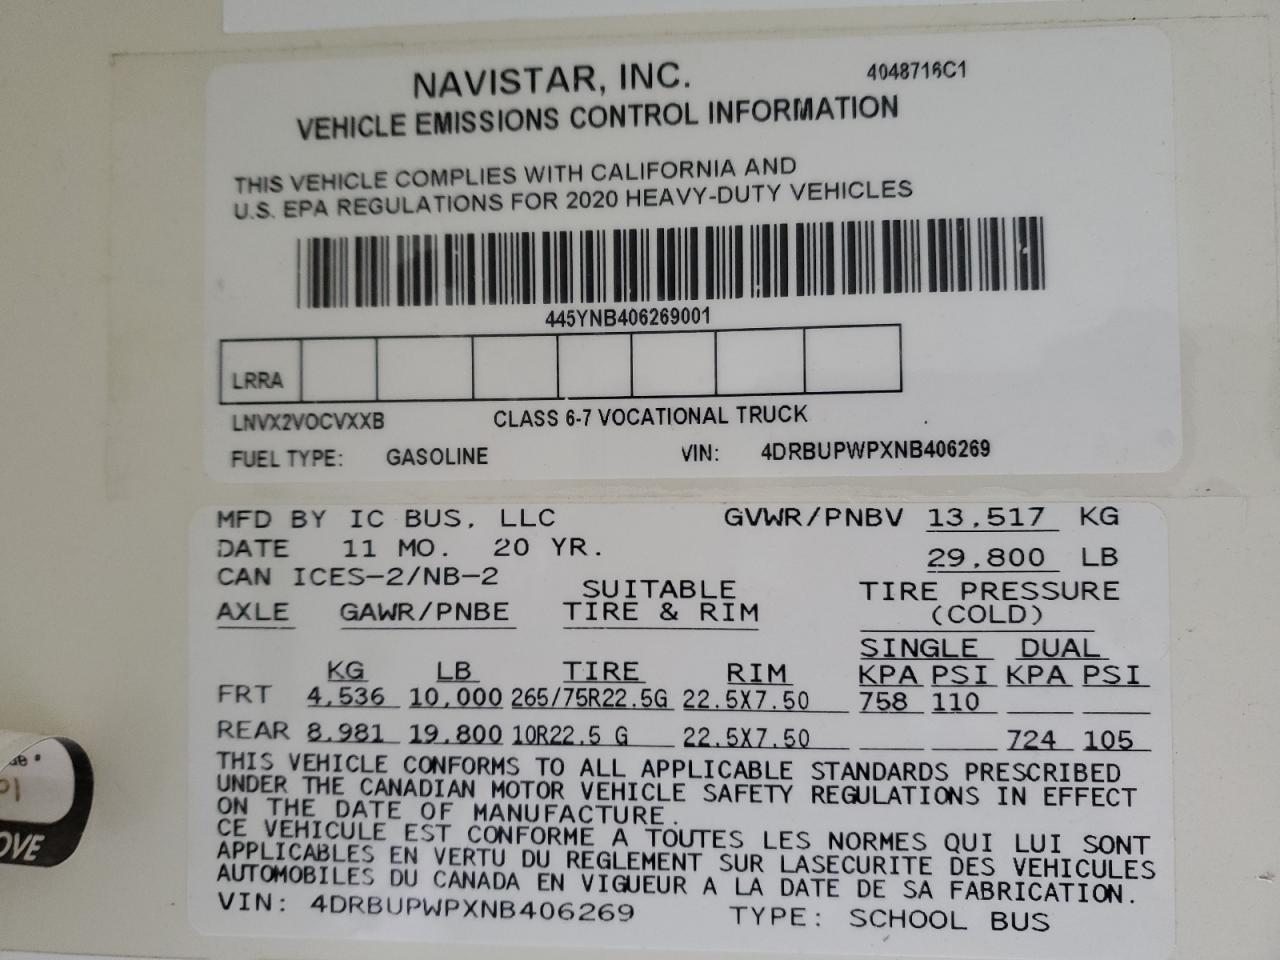 NAVISTAR, INC. 4048716C1
VEHICLE EMISSIONS CONTROL INFORMATION
THIS VEHICLE COMPLIES WITH CALIFORNIA AND
U.S. EPA REGULATIONS FOR 2020 HEAVY-DUTY VEHICLES
445YNB406269001
LRRA
LNVX2VOCVXXB CLASS 6-7 VOCATIONAL TRUCK
FUEL TYPE: GASOLINE VIN: 4DRBUPWPXNB406269
MFD BY IC BUS, LLC GVWR/PNBV 13,517 KG
DATE 11 MO. 20 YR. 29,800 LB
CAN ICES-2/NB-2
SUITABLE TIRE PRESSURE
AXLE GAWR/PNBE TIRE & RIM (COLD)
SINGLE DUAL
KG LB TIRE RIM KPA PSI KPA PSI
FRT 4,536 10,000 265/75R22.5G 22.5X7.50 758 110
REAR 8,981 19,800 10R22.5 G 22.5X7.50 724 105
THIS VEHICLE CONFORMS TO ALL APPLICABLE STANDARDS PRESCRIBED
UNDER THE CANADIAN MOTOR VEHICLE SAFETY REGULATIONS IN EFFECT
ON THE DATE OF MANUFACTURE.
CE VEHICULE EST CONFORME A TOUTES LES NORMES QUI LUI SONT
APPLICABLES EN VERTU DU REGLEMENT SUR LASECURITE DES VEHICULES
AUTOMOBILES DU CANADA EN VIGUEUR A LA DATE DE SA FABRICATION.
VIN: 4DRBUPWPXNB406269 TYPE: SCHOOL BUS
OVE